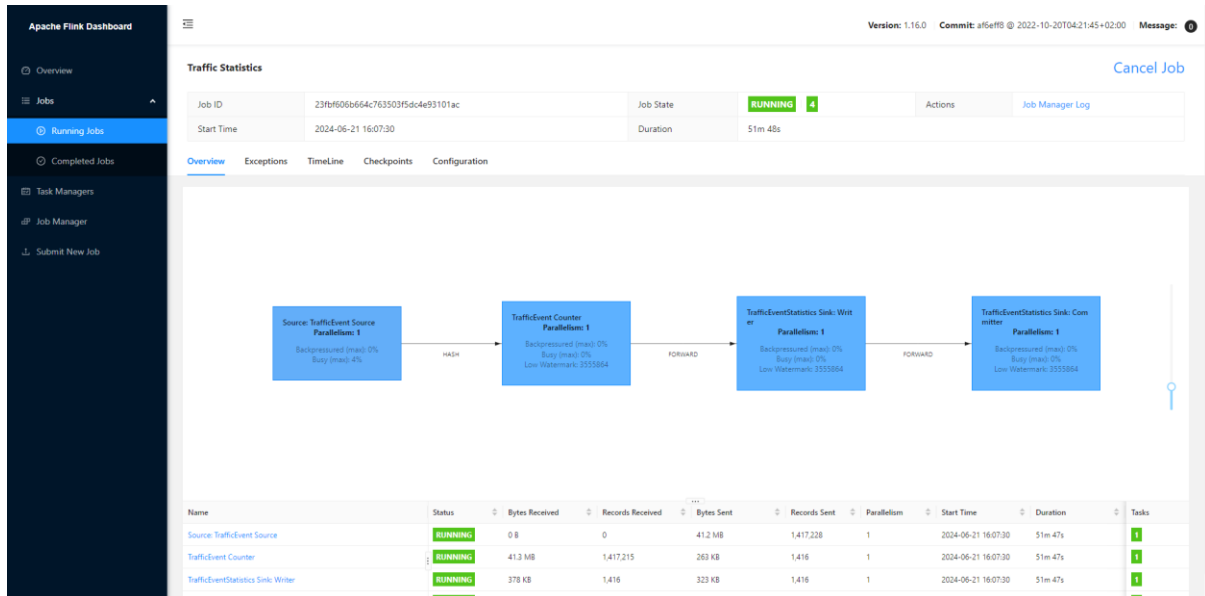 Apache Flink Dashboard
Version: 1.16.0 Commit: af6eff8 @ 2022-10-20T04:21:45+02:00 Message: 0
Overview
Jobs
Running Jobs
Completed Jobs
Task Managers
Job Manager
Submit New Job
Traffic Statistics
Cancel Job
Job ID 23fbf606b664c763503f5dc4e93101ac Job State RUNNING 4 Actions Job Manager Log
Start Time 2024-06-21 16:07:30 Duration 51m 48s
Overview Exceptions TimeLine Checkpoints Configuration
Source: TrafficEvent Source
Parallelism: 1
Backpressured (max): 0%
Busy (max): 4%
HASH
TrafficEvent Counter
Parallelism: 1
Backpressured (max): 0%
Busy (max): 0%
Low Watermark: 3555864
FORWARD
TrafficEventStatistics Sink: Writ
er
Parallelism: 1
Backpressured (max): 0%
Busy (max): 0%
Low Watermark: 3555864
FORWARD
TrafficEventStatistics Sink: Com
mitter
Parallelism: 1
Backpressured (max): 0%
Busy (max): 0%
Low Watermark: 3555864
Name Status Bytes Received Records Received Bytes Sent Records Sent Parallelism Start Time Duration Tasks
Source: TrafficEvent Source RUNNING 0 B 0 41.2 MB 1,417,228 1 2024-06-21 16:07:30 51m 47s 1
TrafficEvent Counter RUNNING 41.3 MB 1,417,215 263 KB 1,416 1 2024-06-21 16:07:30 51m 47s 1
TrafficEventStatistics Sink: Writer RUNNING 378 KB 1,416 323 KB 1,416 1 2024-06-21 16:07:30 51m 47s 1